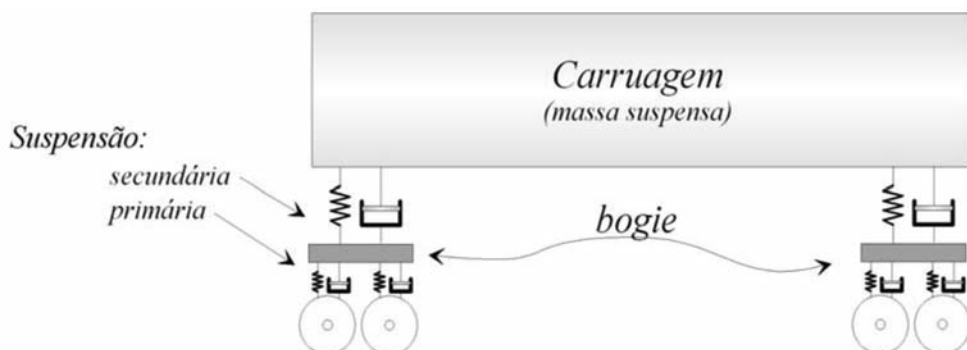 Carruagem
(massa suspensa)
Suspensão:
secundária
primária
bogie